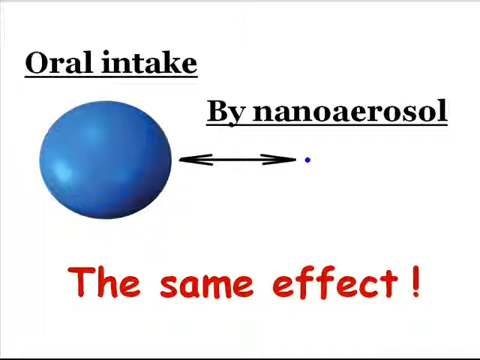 Oral intake
By nanoaerosol
The same effect !